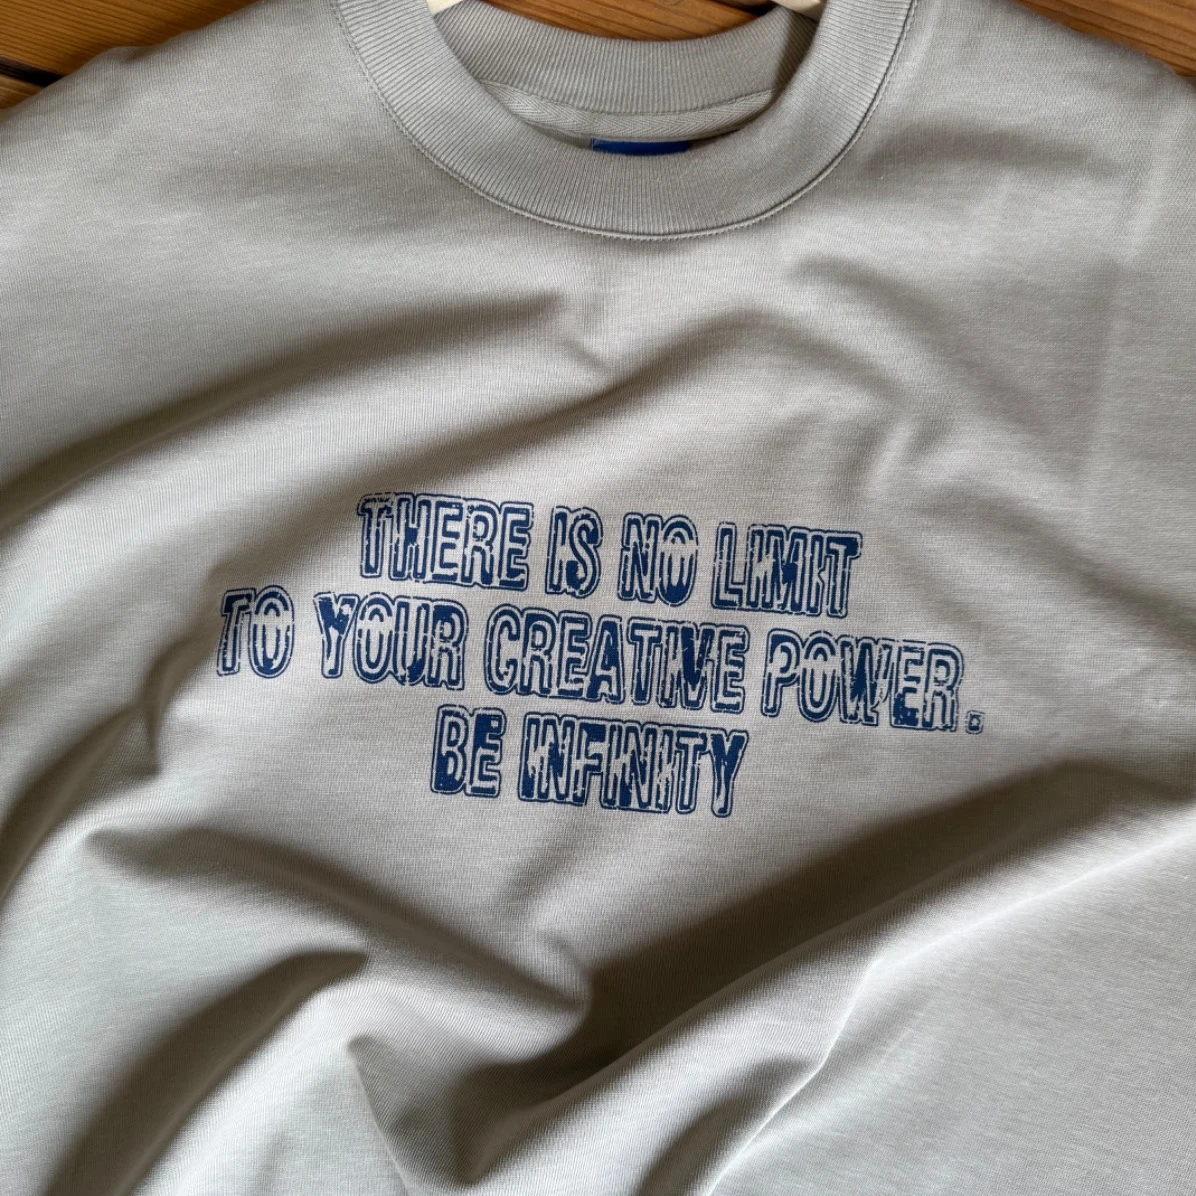 THERE IS NO LIMIT
TO YOUR CREATIVE POWER.
BE INFINITY